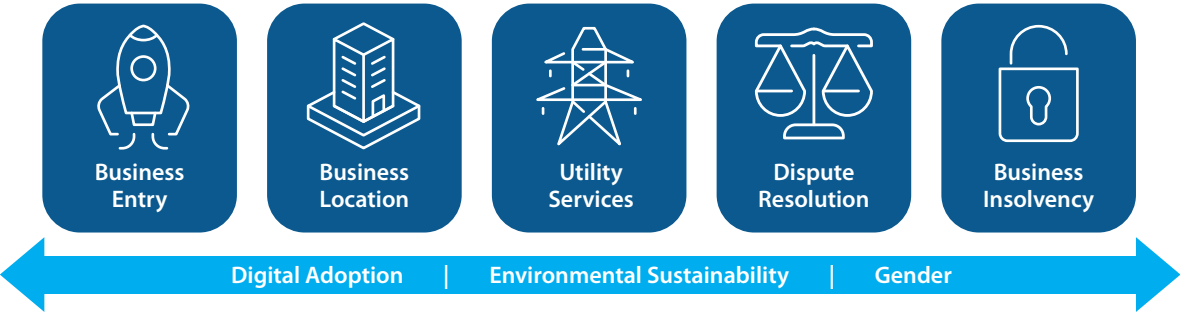 Business
Entry
Business
Location
Utility
Services
Dispute
Resolution
Business
Insolvency
Digital Adoption | Environmental Sustainability | Gender